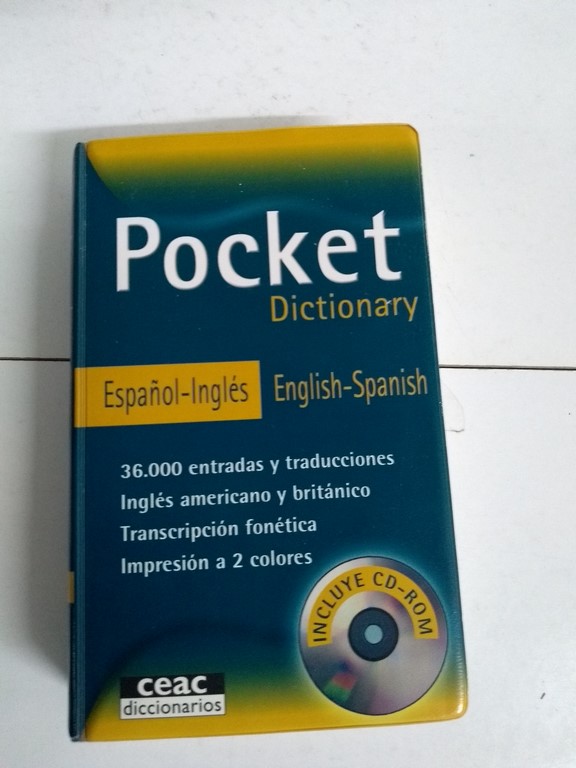 Pocket
Dictionary
Español-Inglés English-Spanish
36.000 entradas y traducciones
Inglés americano y británico
Transcripción fonética
Impresión a 2 colores
INCLUYE CD-ROM
ceac
diccionarios